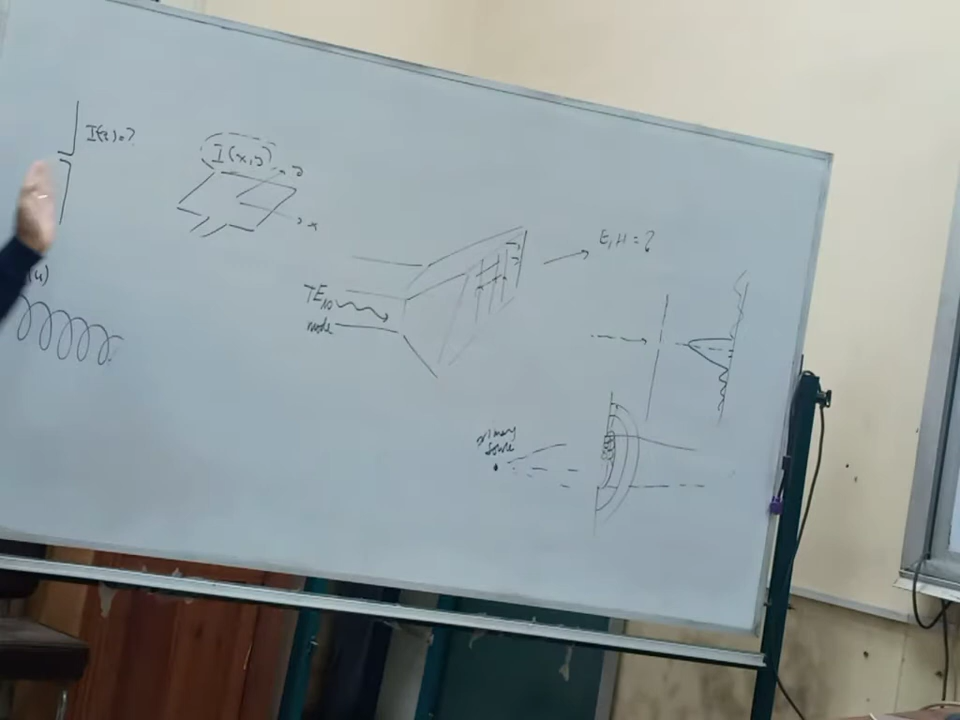 I(z)=?
I(x,z)
z
x
E,H=?
TE10
mode
primary
source